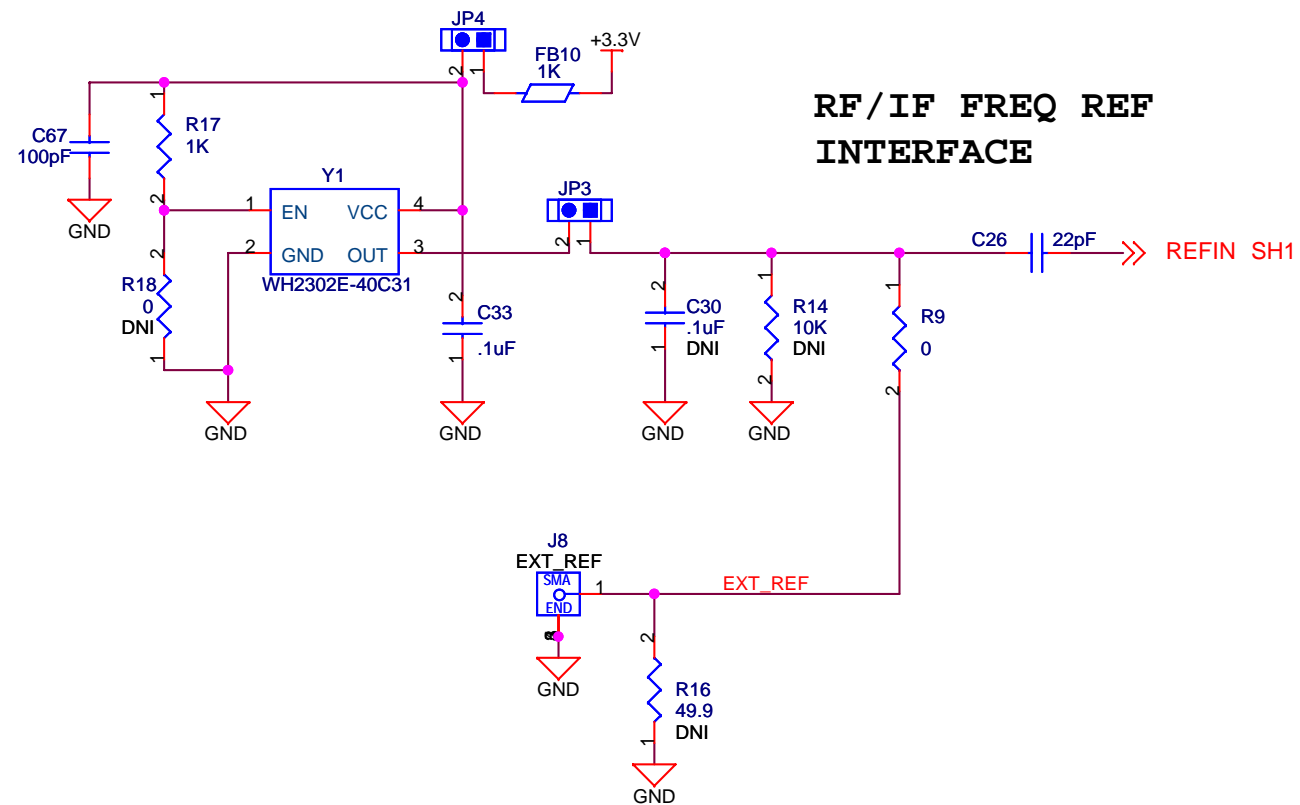 JP4
2
1
FB10
1K
+3.3V
RF/IF FREQ REF
INTERFACE
C67
100pF
GND
1
R17
1K
2
Y1
1
EN
VCC
4
2
GND
OUT
3
WH2302E-40C31
JP3
2
1
2
R18
0
DNI
1
GND
2
C33
.1uF
1
GND
2
C30
.1uF
DNI
1
GND
1
R14
10K
DNI
2
GND
1
R9
0
2
C26
22pF
REFIN SH1
J8
EXT_REF
SMA
END
1
EXT_REF
GND
2
R16
49.9
DNI
1
GND